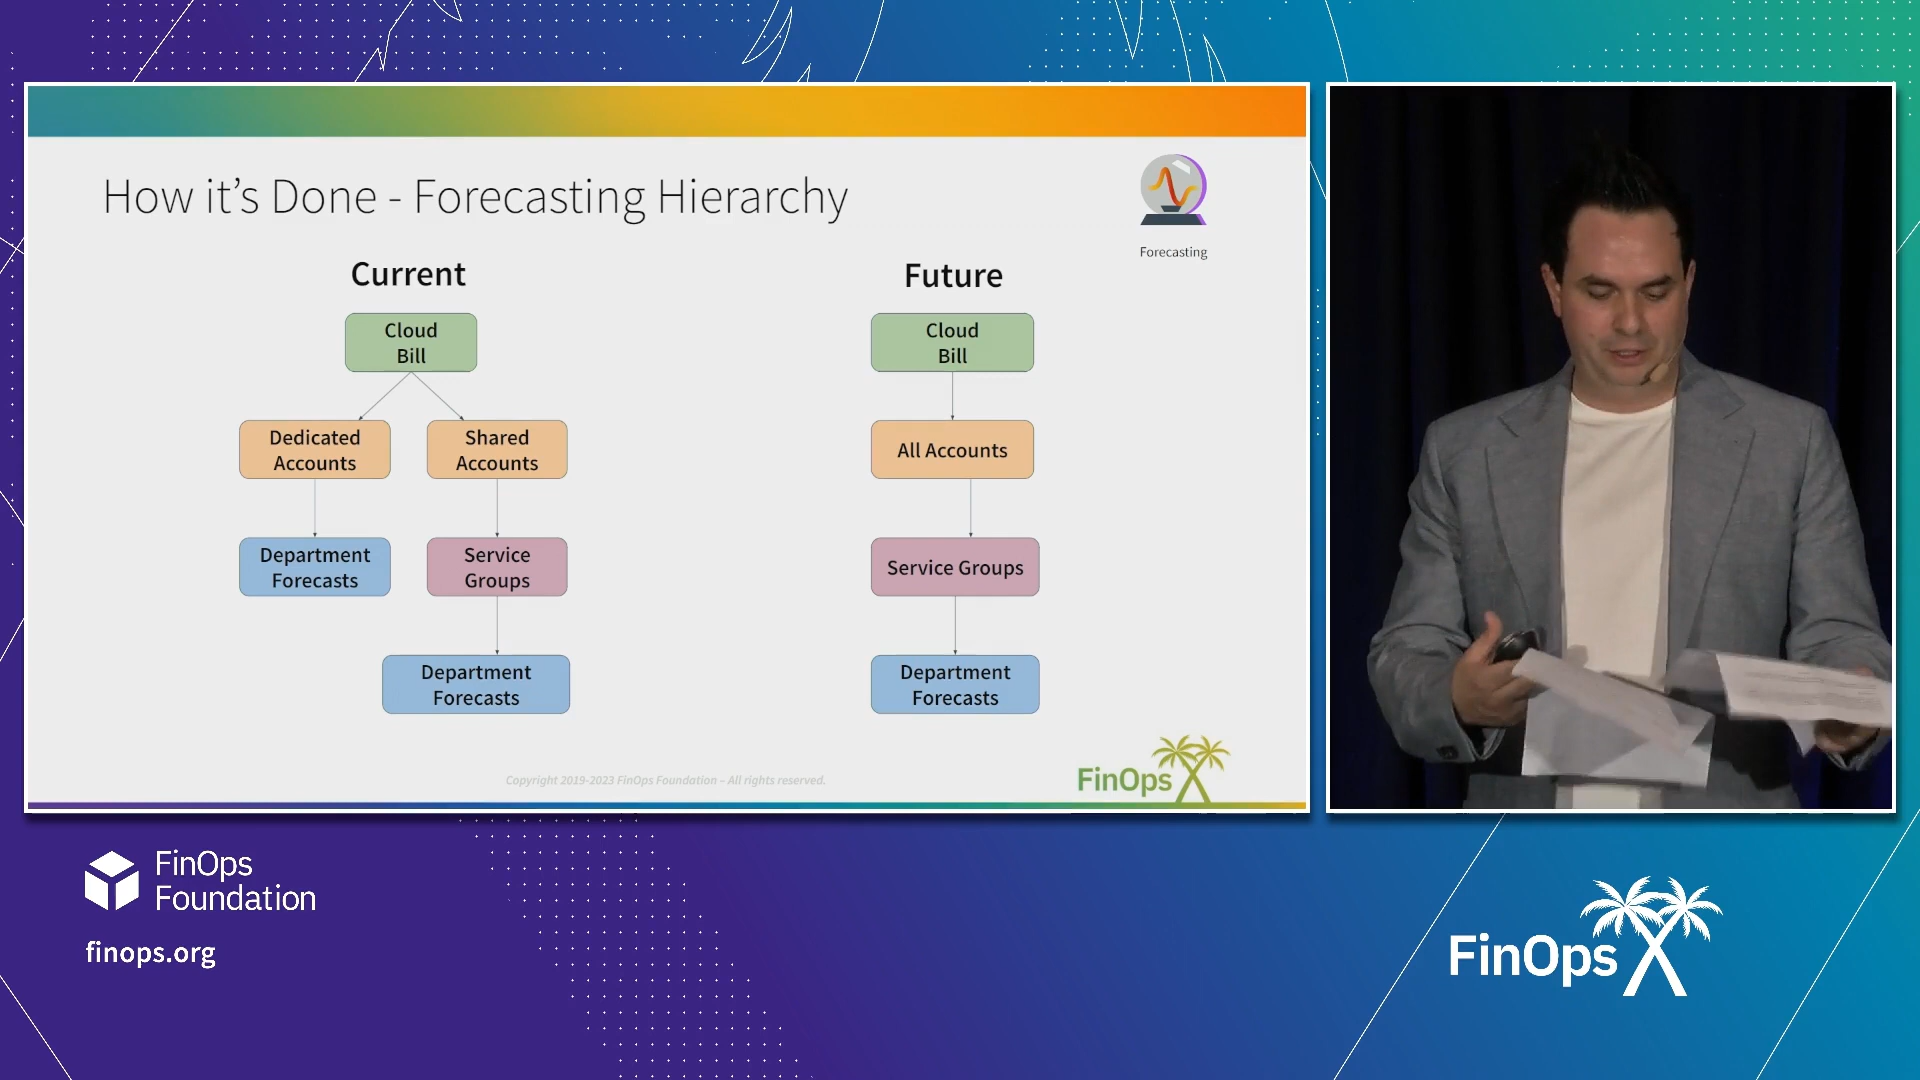 How it's Done - Forecasting Hierarchy
Forecasting
Current
Cloud
Bill
Dedicated
Accounts
Shared
Accounts
Department
Forecasts
Service
Groups
Department
Forecasts
Future
Cloud
Bill
All Accounts
Service Groups
Department
Forecasts
Copyright 2019-2023 FinOps Foundation – All rights reserved.
FinOps X
FinOps
Foundation
finops.org
FinOps X